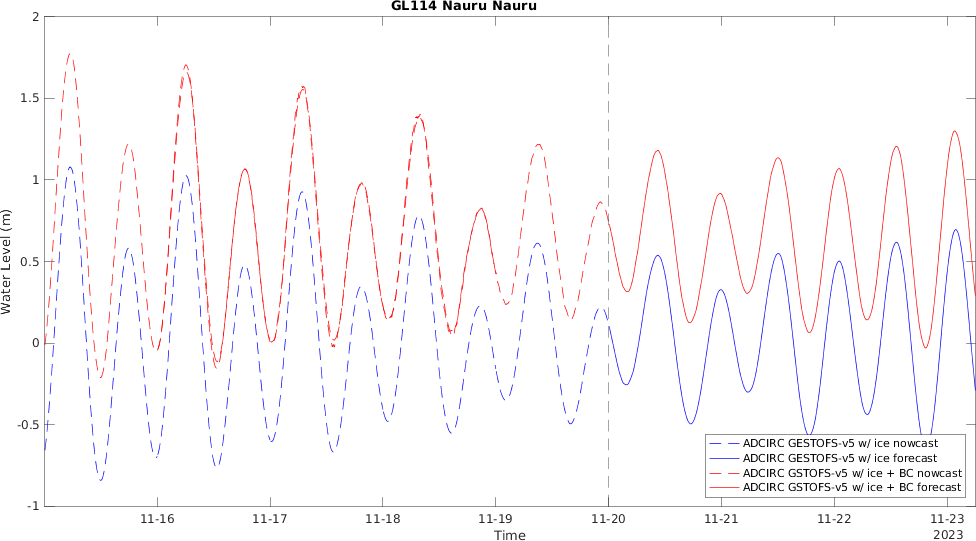 GL114 Nauru Nauru
2
1.5
1
0.5
0
-0.5
-1
Water Level (m)
11-16 11-17 11-18 11-19 11-20 11-21 11-22 11-23
Time
2023
ADCIRC GESTOFS-v5 w/ ice nowcast
ADCIRC GESTOFS-v5 w/ ice forecast
ADCIRC GSTOFS-v5 w/ ice + BC nowcast
ADCIRC GSTOFS-v5 w/ ice + BC forecast